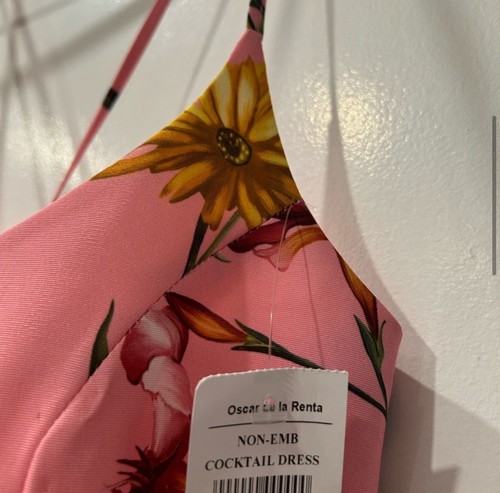 Oscar de la Renta
NON-EMB
COCKTAIL DRESS